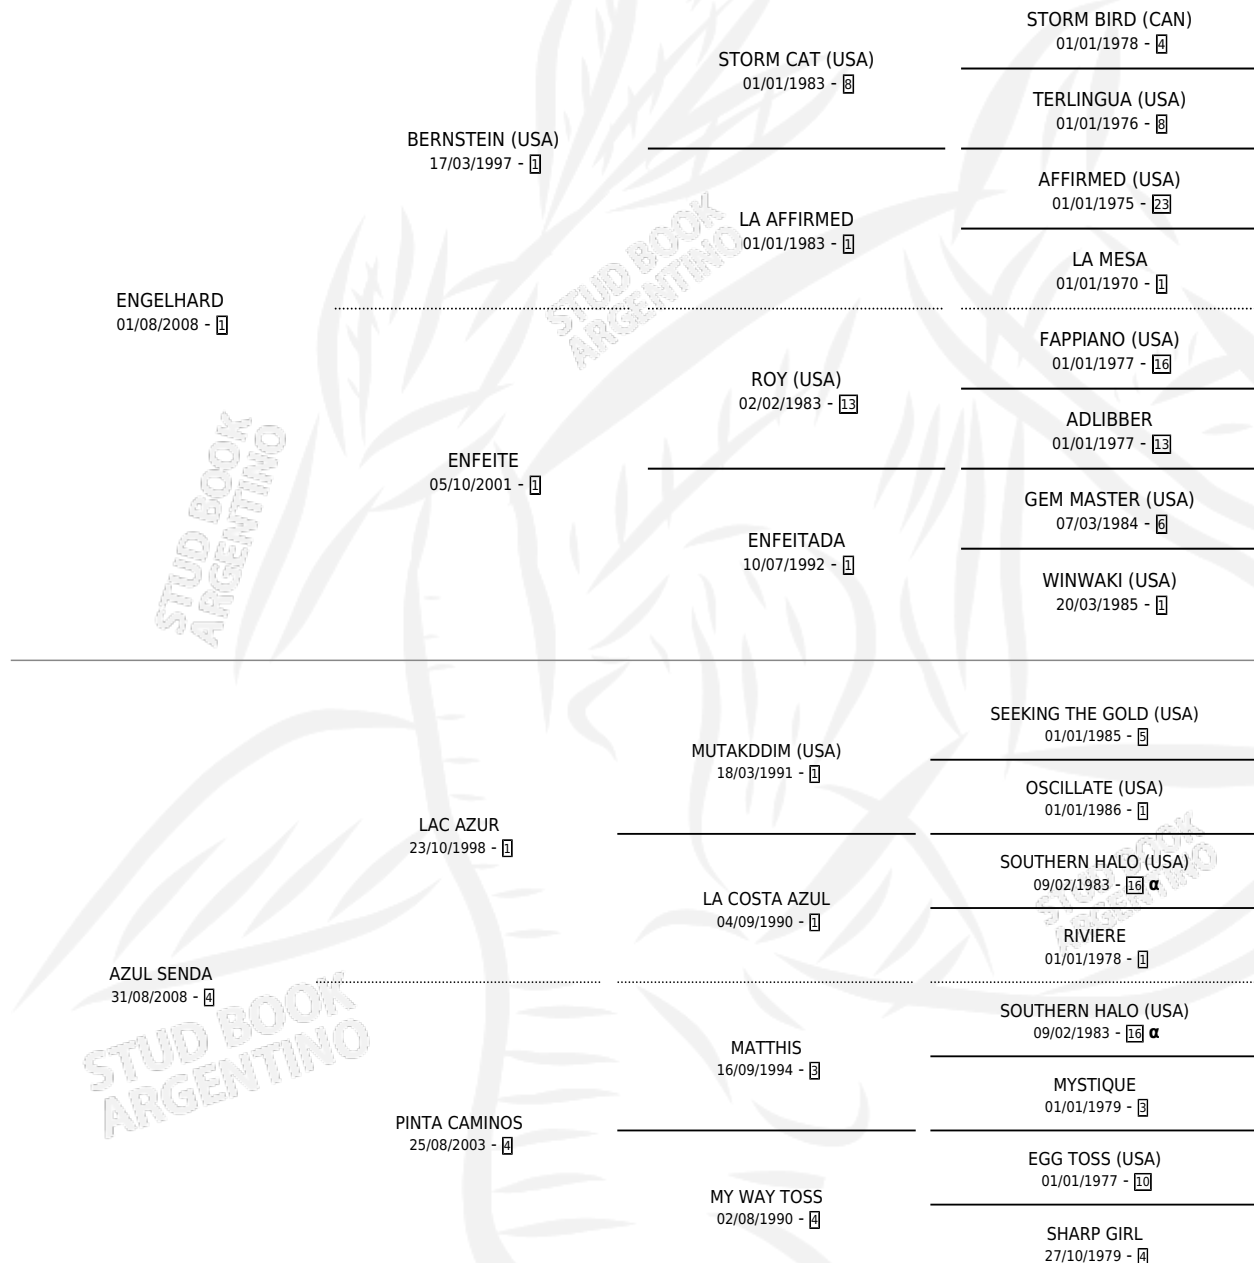 STORM BIRD (CAN)
01/01/1978 - 4
STORM CAT (USA)
01/01/1983 - 8
TERLINGUA (USA)
01/01/1976 - 8
BERNSTEIN (USA)
17/03/1997 - 1
AFFIRMED (USA)
01/01/1975 - 23
LA AFFIRMED
01/01/1983 - 1
LA MESA
01/01/1970 - 1
ENGELHARD
01/08/2008 - 1
FAPPIANO (USA)
01/01/1977 - 16
ROY (USA)
02/02/1983 - 13
ADLIBBER
01/01/1977 - 13
ENFEITE
05/10/2001 - 1
GEM MASTER (USA)
07/03/1984 - 6
ENFEITADA
10/07/1992 - 1
WINWAKI (USA)
20/03/1985 - 1
SEEKING THE GOLD (USA)
01/01/1985 - 5
MUTAKDDIM (USA)
18/03/1991 - 1
OSCILLATE (USA)
01/01/1986 - 1
LAC AZUR
23/10/1998 - 1
SOUTHERN HALO (USA)
09/02/1983 - 16 α
LA COSTA AZUL
04/09/1990 - 1
RIVIERE
01/01/1978 - 1
AZUL SENDA
31/08/2008 - 4
SOUTHERN HALO (USA)
09/02/1983 - 16 α
MATTHIS
16/09/1994 - 3
MYSTIQUE
01/01/1979 - 3
PINTA CAMINOS
25/08/2003 - 4
EGG TOSS (USA)
01/01/1977 - 10
MY WAY TOSS
02/08/1990 - 4
SHARP GIRL
27/10/1979 - 4
STUD BOOK
ARGENTINO
STUD BOOK
ARGENTINO
STUD BOOK
ARGENTINO
STUD BOOK
ARGENTINO